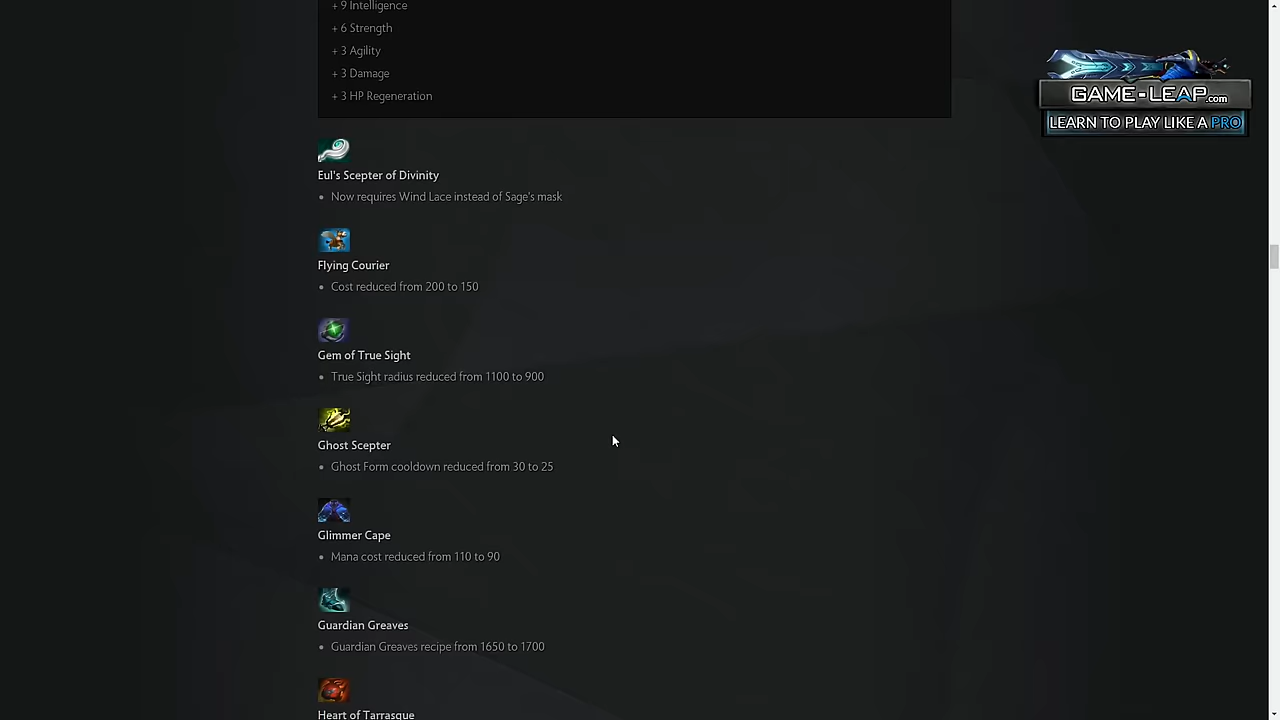 + 9 Intelligence
+ 6 Strength
+ 3 Agility
+ 3 Damage
+ 3 HP Regeneration
GAME-LEAP.com
LEARN TO PLAY LIKE A PRO
Eul's Scepter of Divinity
• Now requires Wind Lace instead of Sage's mask
Flying Courier
• Cost reduced from 200 to 150
Gem of True Sight
• True Sight radius reduced from 1100 to 900
Ghost Scepter
• Ghost Form cooldown reduced from 30 to 25
Glimmer Cape
• Mana cost reduced from 110 to 90
Guardian Greaves
• Guardian Greaves recipe from 1650 to 1700
Heart of Tarrasque